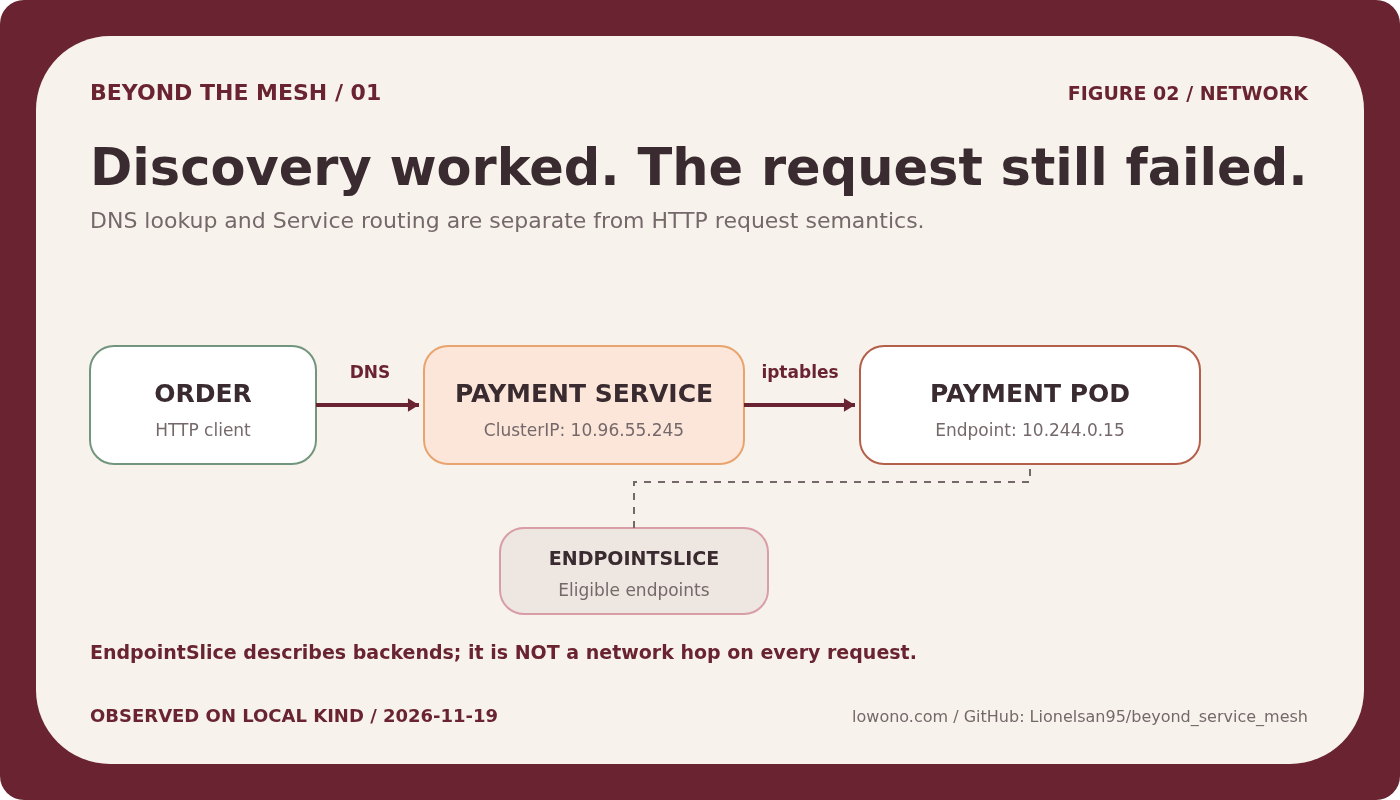 BEYOND THE MESH / 01
FIGURE 02 / NETWORK
Discovery worked. The request still failed.
DNS lookup and Service routing are separate from HTTP request semantics.
ORDER
HTTP client
DNS
PAYMENT SERVICE
ClusterIP: 10.96.55.245
iptables
PAYMENT POD
Endpoint: 10.244.0.15
ENDPOINTSLICE
Eligible endpoints
EndpointSlice describes backends; it is NOT a network hop on every request.
OBSERVED ON LOCAL KIND / 2026-11-19
lowono.com / GitHub: Lionelsan95/beyond_service_mesh